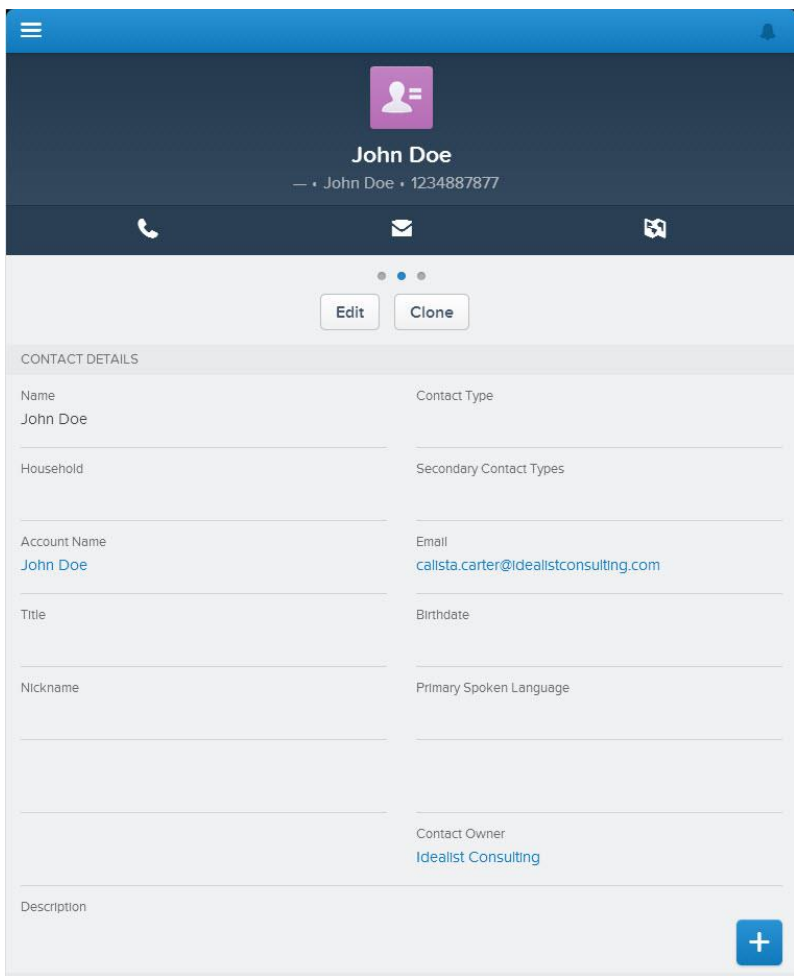 John Doe
— • John Doe • 1234887877
Edit Clone
CONTACT DETAILS
Name Contact Type
John Doe
Household Secondary Contact Types
Account Name Email
John Doe calista.carter@idealistconsulting.com
Title Birthdate
Nickname Primary Spoken Language
Contact Owner
Idealist Consulting
Description